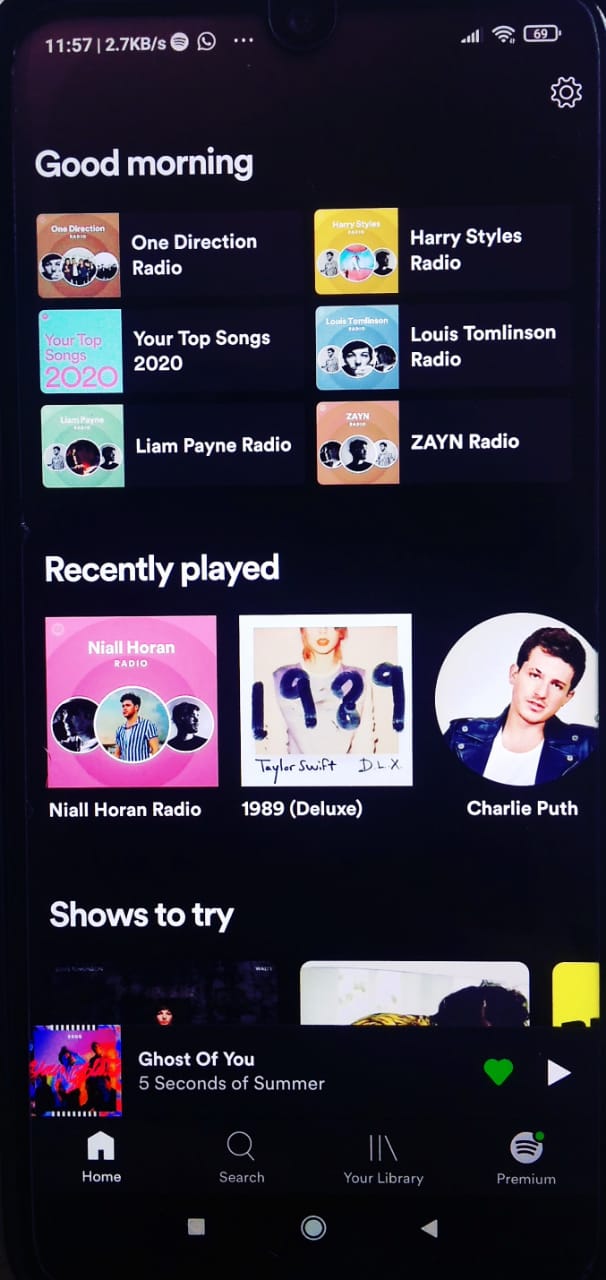 11:57 | 2.7KB/s ... 69
Good morning
One Direction
RADIO
One Direction
Radio
Harry Styles
RADIO
Harry Styles
Radio
Your Top
Songs
2020
Your Top Songs
2020
Louis Tomlinson
RADIO
Louis Tomlinson
Radio
Liam Payne
RADIO
Liam Payne Radio
ZAYN
RADIO
ZAYN Radio
Recently played
Niall Horan
RADIO
1989
Taylor Swift D.L.X.
Niall Horan Radio
1989 (Deluxe)
Charlie Puth
Shows to try
LOUIS TOMLINSON
WALLS
Ghost Of You
5 Seconds of Summer
Home
Search
Your Library
Premium